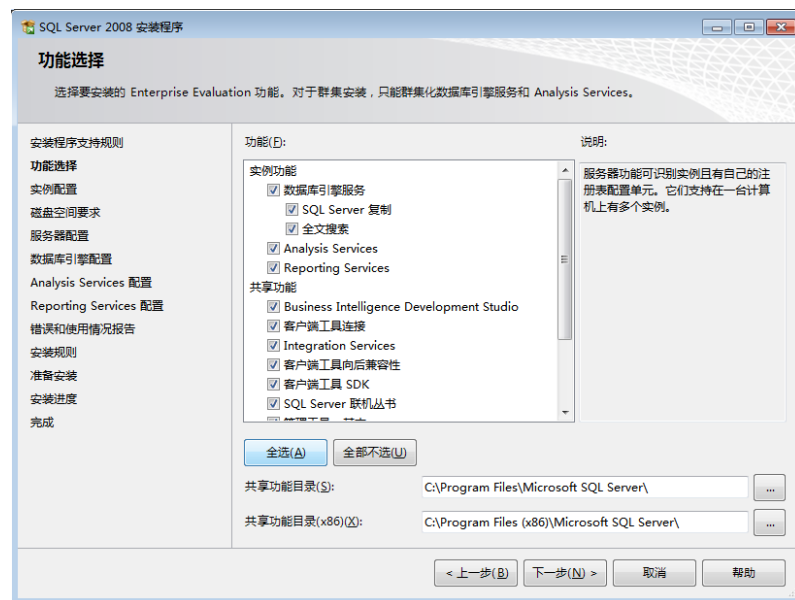 SQL Server 2008 安装程序
功能选择
选择要安装的 Enterprise Evaluation 功能。对于群集安装，只能群集化数据库引擎服务和 Analysis Services。
安装程序支持规则
功能选择
实例配置
磁盘空间要求
服务器配置
数据库引擎配置
Analysis Services 配置
Reporting Services 配置
错误和使用情况报告
安装规则
准备安装
安装进度
完成
功能(F):
实例功能
数据库引擎服务
SQL Server 复制
全文搜索
Analysis Services
Reporting Services
共享功能
Business Intelligence Development Studio
客户端工具连接
Integration Services
客户端工具向后兼容性
客户端工具 SDK
SQL Server 联机丛书
说明:
服务器功能可识别实例且有自己的注
册表配置单元。它们支持在一台计算
机上有多个实例。
全选(A)
全部不选(U)
共享功能目录(S):
C:\Program Files\Microsoft SQL Server\
...
共享功能目录(x86)(X):
C:\Program Files (x86)\Microsoft SQL Server\
...
< 上一步(B)
下一步(N) >
取消
帮助